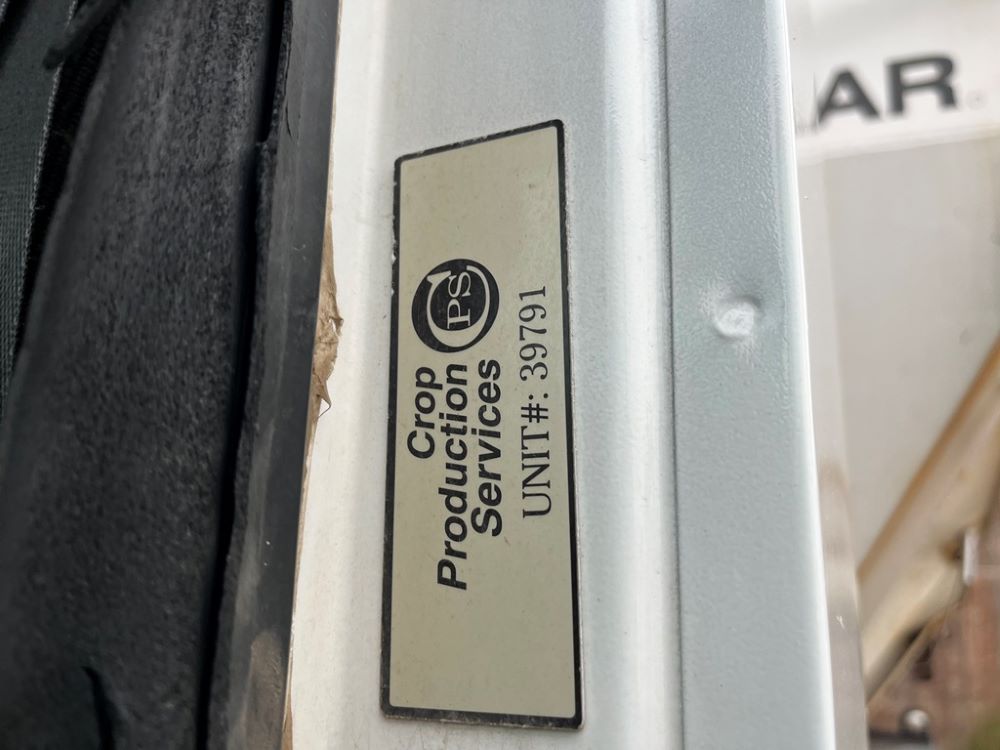 Crop
Production
Services
CPS
UNIT#: 39791
AR